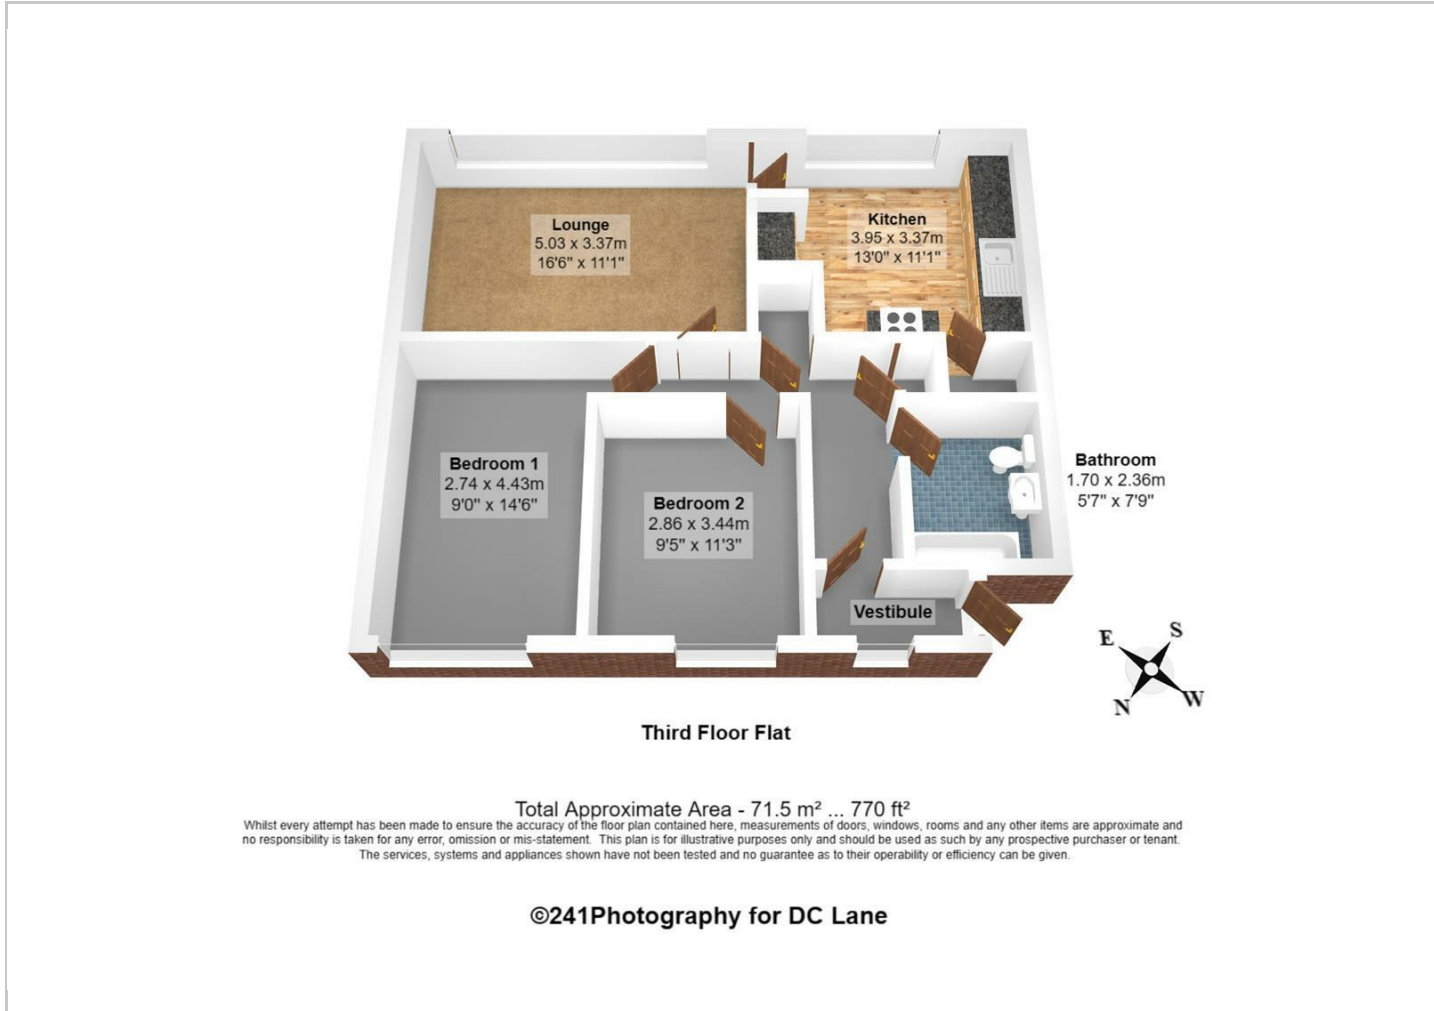 Lounge
5.03 x 3.37m
16'6" x 11'1"
Kitchen
3.95 x 3.37m
13'0" x 11'1"
Bedroom 1
2.74 x 4.43m
9'0" x 14'6"
Bedroom 2
2.86 x 3.44m
9'5" x 11'3"
Bathroom
1.70 x 2.36m
5'7" x 7'9"
Vestibule
E
S
N
W
Third Floor Flat
Total Approximate Area - 71.5 m² ... 770 ft²
Whilst every attempt has been made to ensure the accuracy of the floor plan contained here, measurements of doors, windows, rooms and any other items are approximate and
no responsibility is taken for any error, omission or mis-statement. This plan is for illustrative purposes only and should be used as such by any prospective purchaser or tenant.
The services, systems and appliances shown have not been tested and no guarantee as to their operability or efficiency can be given.
©241Photography for DC Lane